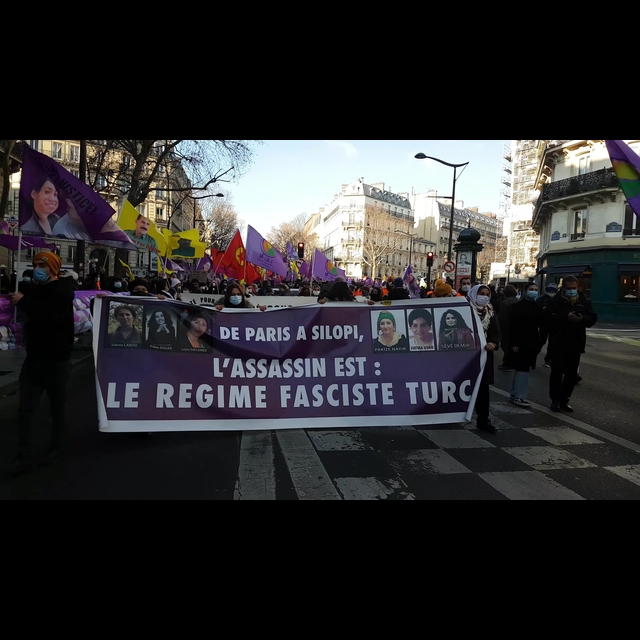 DE PARIS A SILOPI,
L'ASSASSIN EST :
LE REGIME FASCISTE TURC